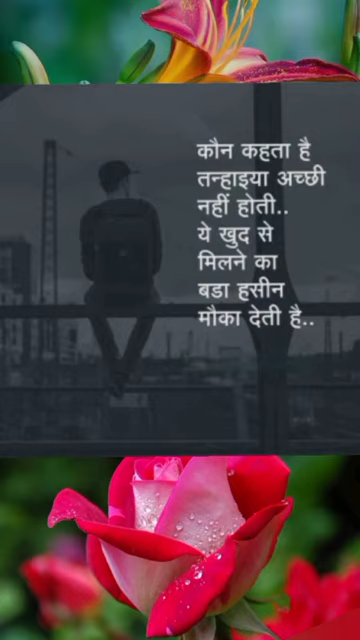 कौन कहता है
तन्हाइया अच्छी
नहीं होती..
ये खुद से
मिलने का
बडा हसीन
मौका देती है..